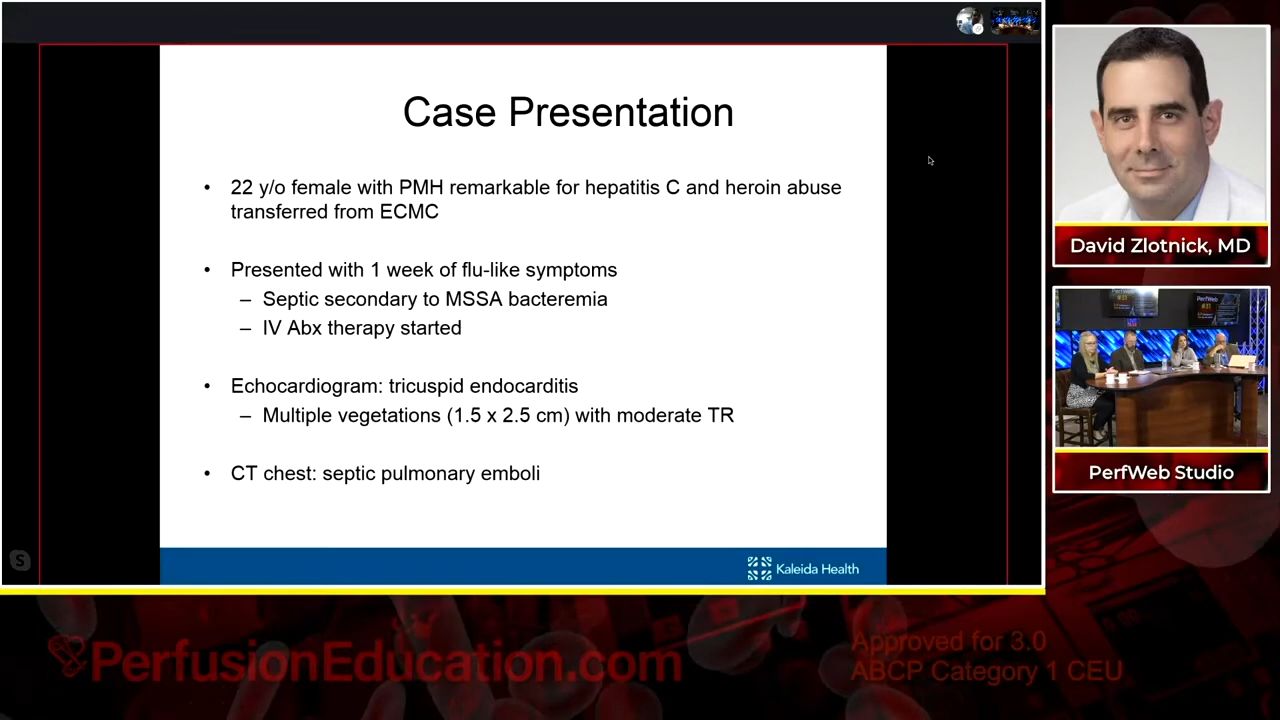 Case Presentation
• 22 y/o female with PMH remarkable for hepatitis C and heroin abuse
transferred from ECMC
• Presented with 1 week of flu-like symptoms
– Septic secondary to MSSA bacteremia
– IV Abx therapy started
• Echocardiogram: tricuspid endocarditis
– Multiple vegetations (1.5 x 2.5 cm) with moderate TR
• CT chest: septic pulmonary emboli
Kaleida Health
S
David Zlotnick, MD
PerfWeb
PerfWeb Studio
PerfusionEducation.com
Approved for 3.0
ABCP Category 1 CEU